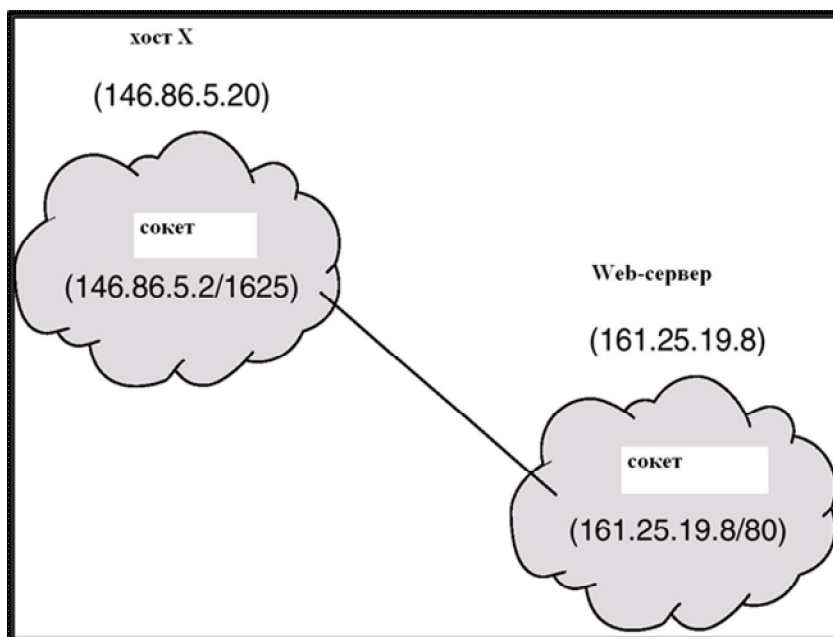 хост X
(146.86.5.20)
сокет
(146.86.5.2/1625)
Web-сервер
(161.25.19.8)
сокет
(161.25.19.8/80)